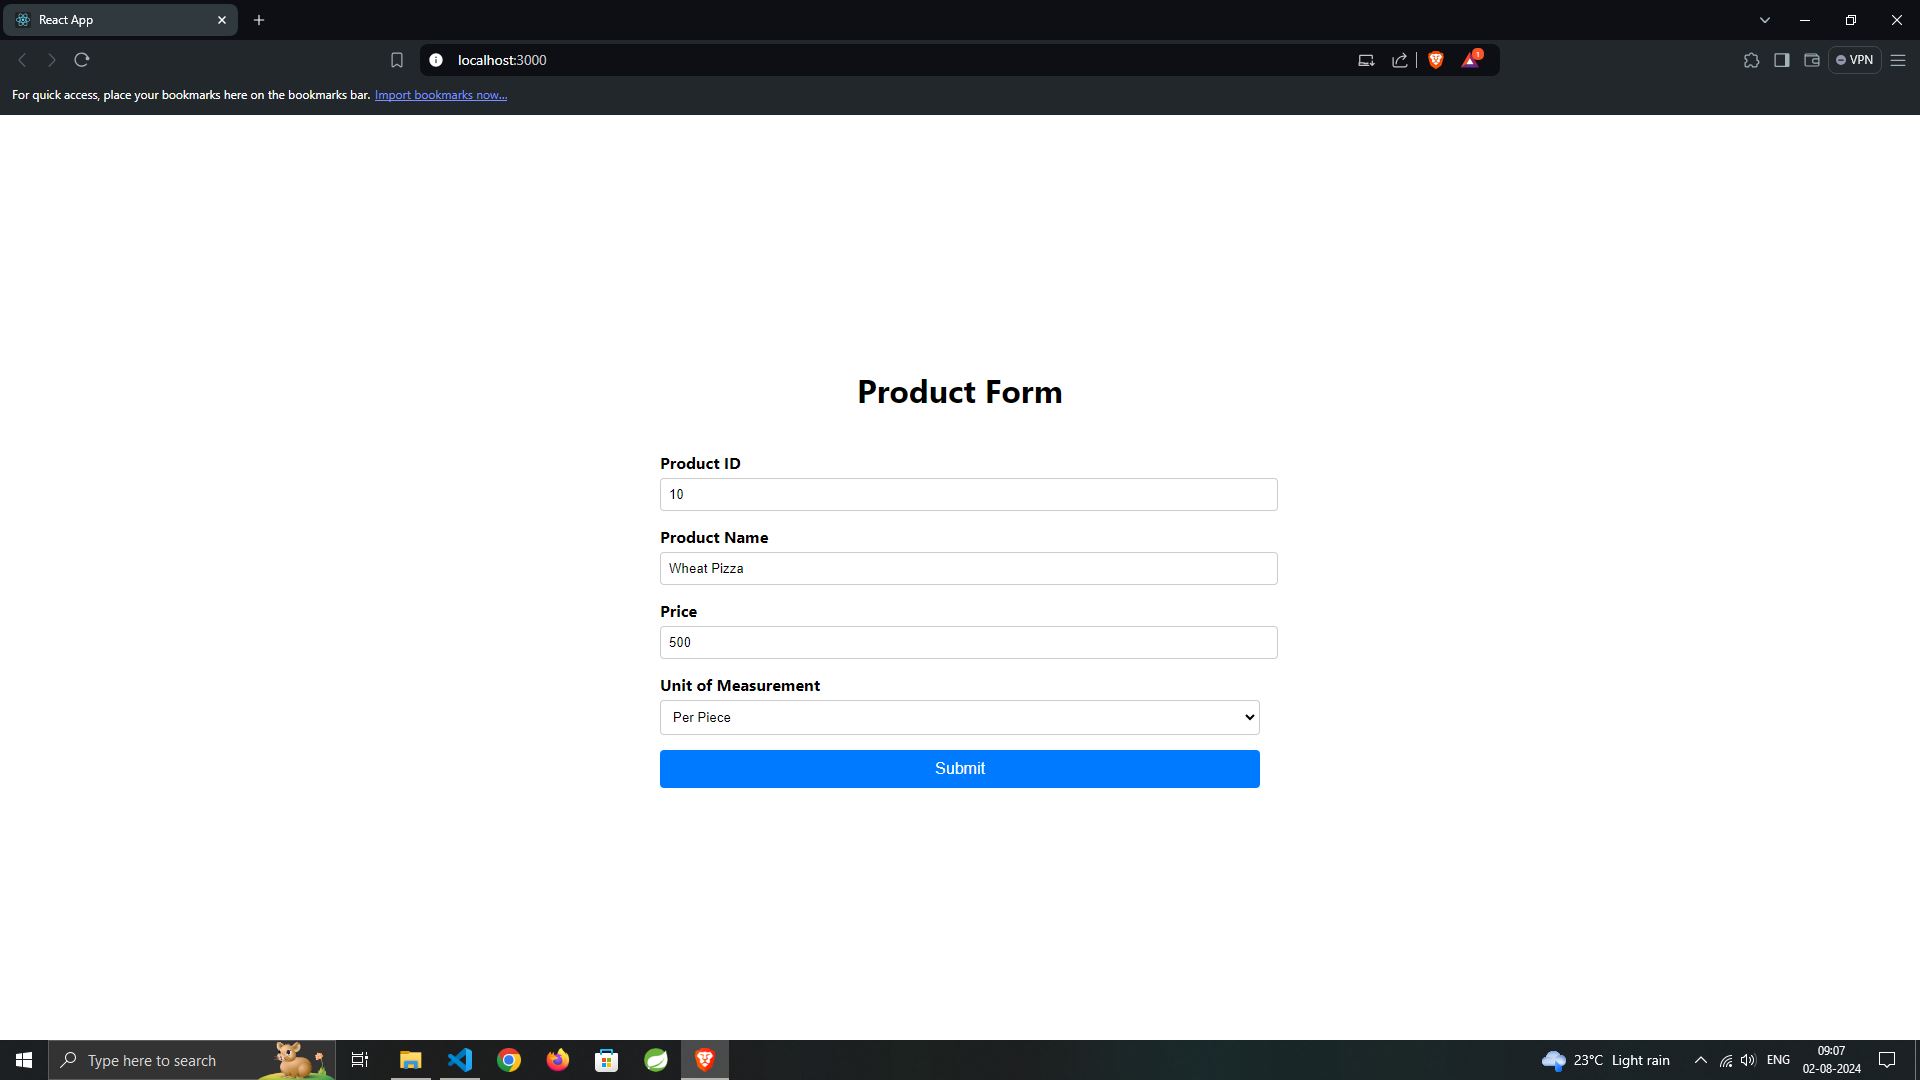 React App
localhost:3000
1
VPN
For quick access, place your bookmarks here on the bookmarks bar. Import bookmarks now...
Product Form
Product ID
10
Product Name
Wheat Pizza
Price
500
Unit of Measurement
Per Piece
Submit
Type here to search
23°C Light rain
ENG
09:07
02-08-2024